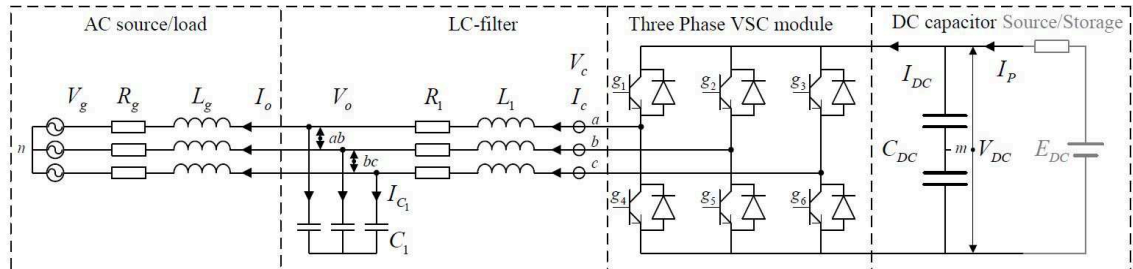 AC source/load
LC-filter
Three Phase VSC module
DC capacitor Source/Storage
V_c
V_g R_g L_g I_o V_o R_1 L_1 I_c
g_1 g_2 g_3
I_DC I_P
a
n ab b
bc c
C_DC m V_DC E_DC
I_C_1
g_4 g_5 g_6
C_1